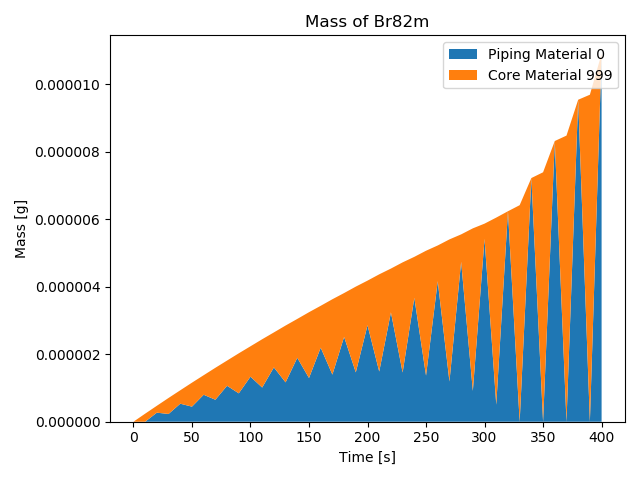 Mass of Br82m
Piping Material 0
Core Material 999
0.000010
0.000008
0.000006
0.000004
0.000002
0.000000
Mass [g]
0 50 100 150 200 250 300 350 400
Time [s]